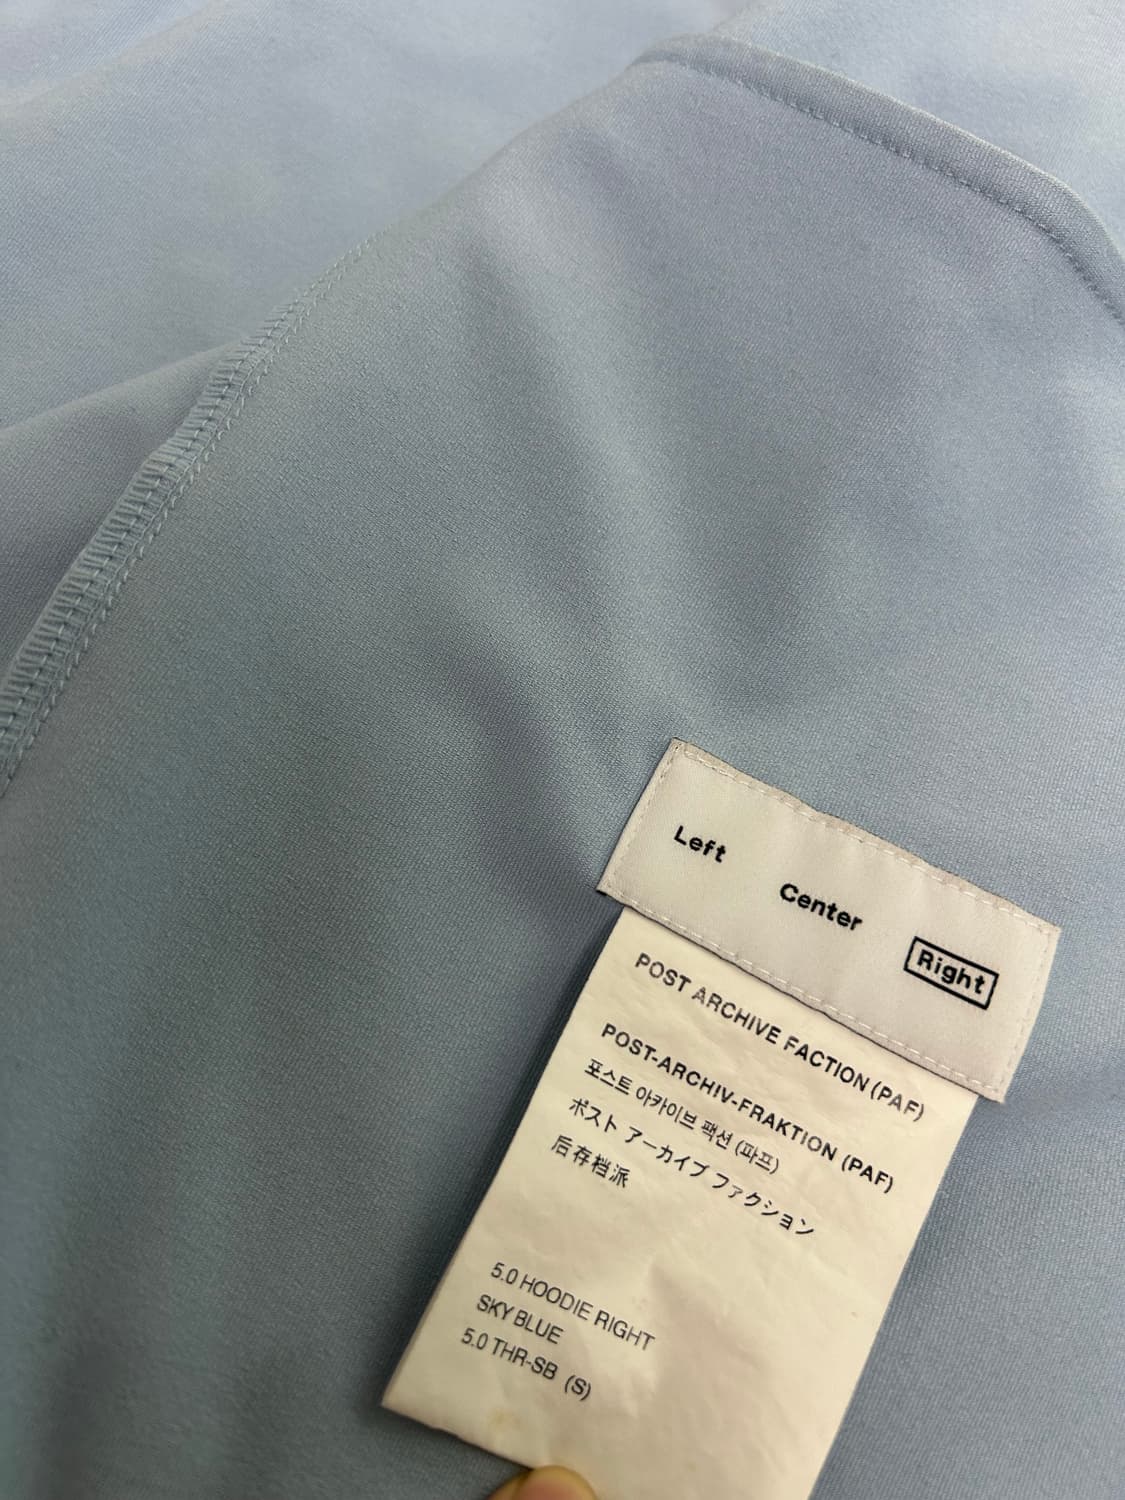 Left
Center
Right
POST ARCHIVE FACTION (PAF)
POST-ARCHIV-FRAKTION (PAF)
포스트 아카이브 팩션 (파프)
ポスト アーカイブ ファクション
后存档派
5.0 HOODIE RIGHT
SKY BLUE
5.0 THR-SB (S)